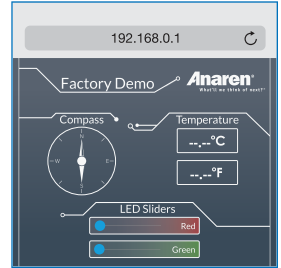 192.168.0.1
Factory Demo
Anaren®
What'll we think of next?®
Compass
N
W
E
S
Temperature
--.--°C
--.--°F
LED Sliders
Red
Green